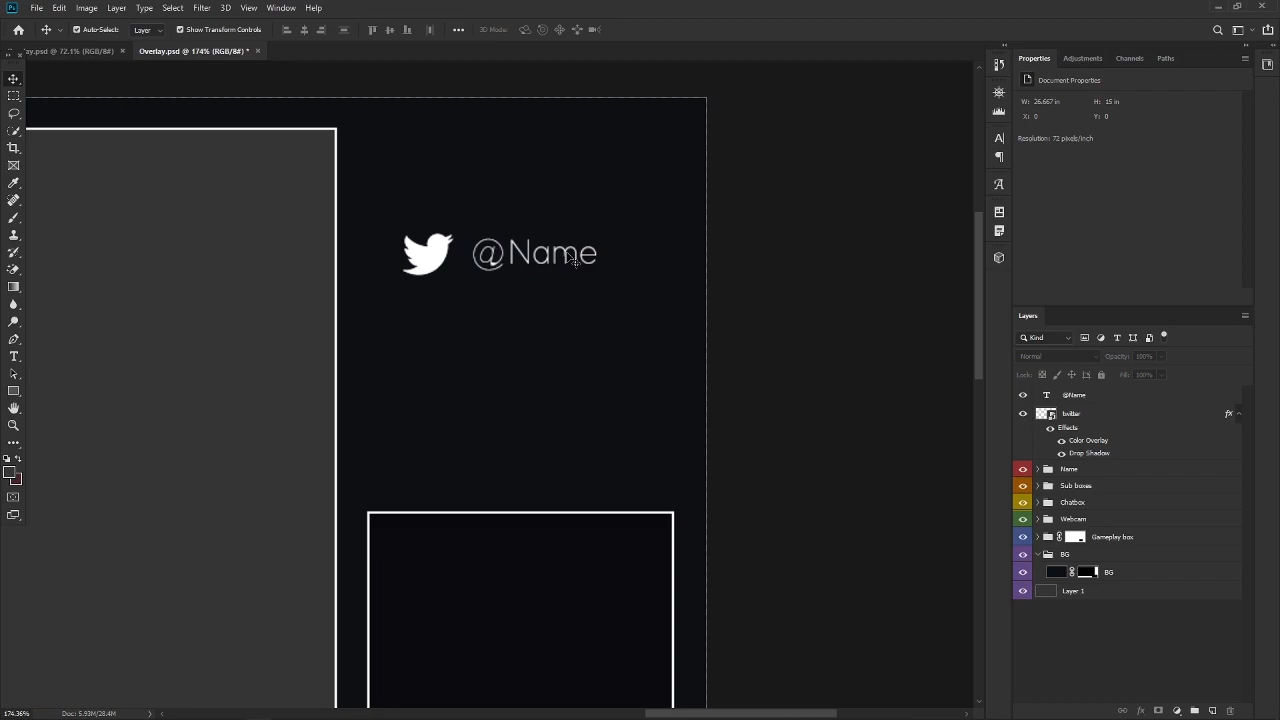 File Edit Image Layer Type Select Filter 3D View Window Help
Auto-Select: Layer Show Transform Controls 3D Mode:
lay.psd @ 72.1% (RGB/8#) Overlay.psd @ 174% (RGB/8#) *
Properties Adjustments Channels Paths
Document Properties
W: 26.667 in H: 15 in
X: 0 Y: 0
Resolution: 72 pixels/inch
@Name
Layers
Kind
Normal Opacity: 100%
Lock: Fill: 100%
@Name
twitter fx
Effects
Color Overlay
Drop Shadow
Name
Sub boxes
Chatbox
Webcam
Gameplay box
BG
BG
Layer 1
174.36% Doc: 5.93M/28.4M